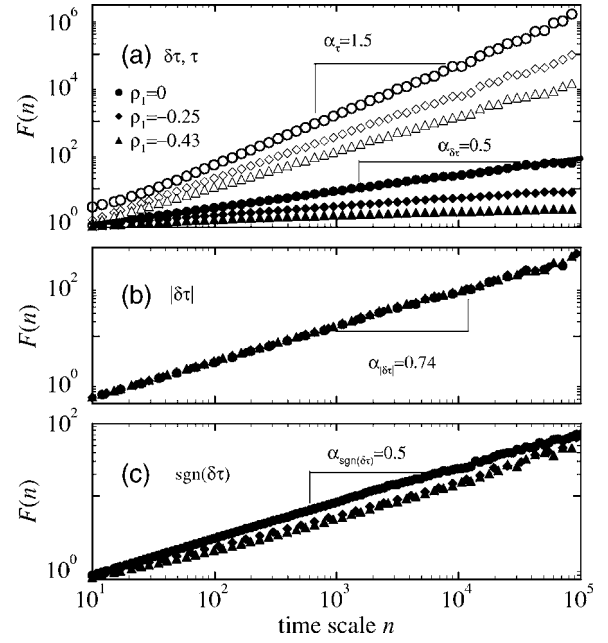 10⁶
(a) δτ, τ
α_τ=1.5
10⁴
● ρ₁=0
◆ ρ₁=−0.25
▲ ρ₁=−0.43
F(n)
10²
α_δτ=0.5
10⁰
(b) |δτ|
10²
F(n)
α_|δτ|=0.74
10⁰
10²
(c) sgn(δτ)
α_sgn(δτ)=0.5
F(n)
10⁰
10¹ 10² 10³ 10⁴ 10⁵
time scale n